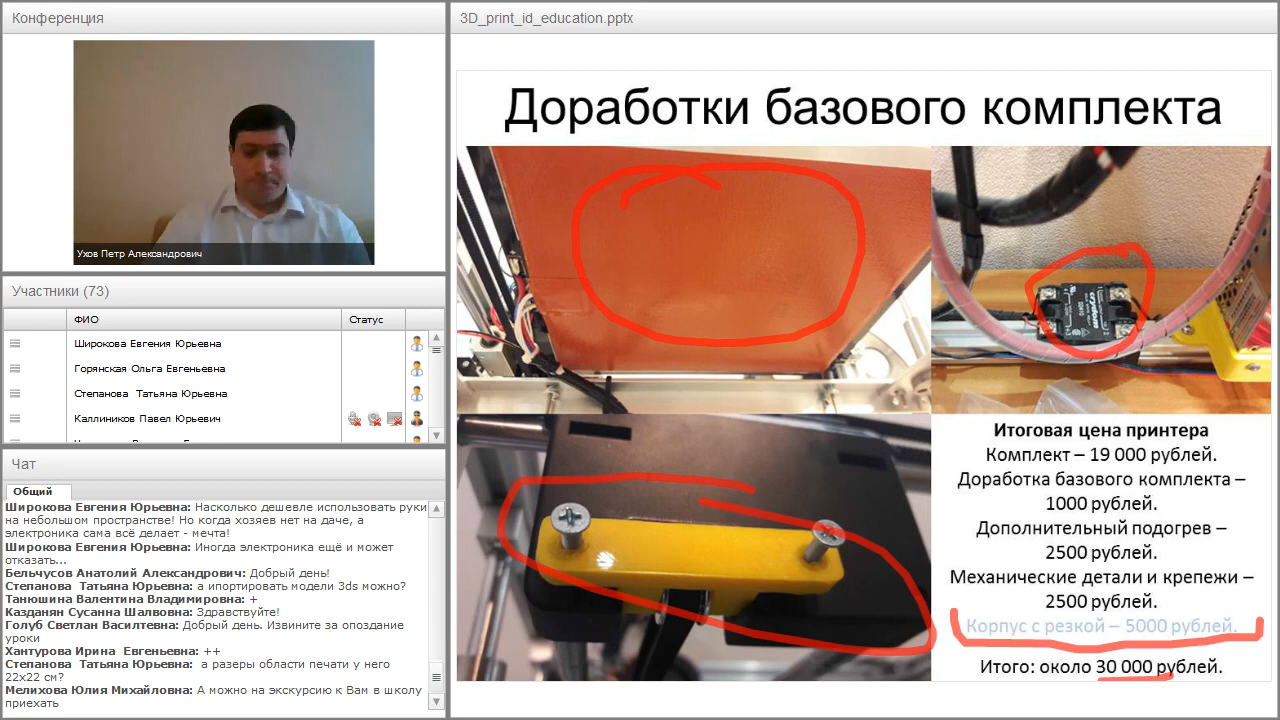 Конференция
Ухов Петр Александрович
Участники (73)
ФИО
Статус
Широкова Евгения Юрьевна
Горянская Ольга Евгеньевна
Степанова Татьяна Юрьевна
Каллиников Павел Юрьевич
Чат
Общий
Широкова Евгения Юрьевна: Насколько дешевле использовать руки
на небольшом пространстве! Но когда хозяев нет на даче, а
электроника сама всё делает - мечта!
Широкова Евгения Юрьевна: Иногда электроника ещё и может
отказать...
Бельчусов Анатолий Александрович: Добрый день!
Степанова Татьяна Юрьевна: а импортировать модели 3ds можно?
Танюшина Валентина Владимировна: +
Казданян Сусанна Шалвовна: Здравствуйте!
Голуб Светлан Васильтевна: Добрый день. Извините за опоздание
уроки
Хантурова Ирина Евгеньевна: ++
Степанова Татьяна Юрьевна: а разеры области печати у него
22х22 см?
Мелихова Юлия Михайловна: А можно на экскурсию к Вам в школу
приехать
3D_print_id_education.pptx
Доработки базового комплекта
crydom
Итоговая цена принтера
Комплект – 19 000 рублей.
Доработка базового комплекта –
1000 рублей.
Дополнительный подогрев –
2500 рублей.
Механические детали и крепежи –
2500 рублей.
Корпус с резкой – 5000 рублей.
Итого: около 30 000 рублей.